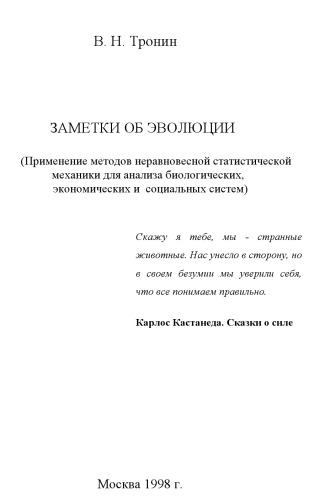 В. Н. Тронин
ЗАМЕТКИ ОБ ЭВОЛЮЦИИ
(Применение методов неравновесной статистической
механики для анализа биологических,
экономических и социальных систем)
Скажу я тебе, мы - странные
животные. Нас унесло в сторону, но
в своем безумии мы уверили себя,
что все понимаем правильно.
Карлос Кастанеда. Сказки о силе
Москва 1998 г.